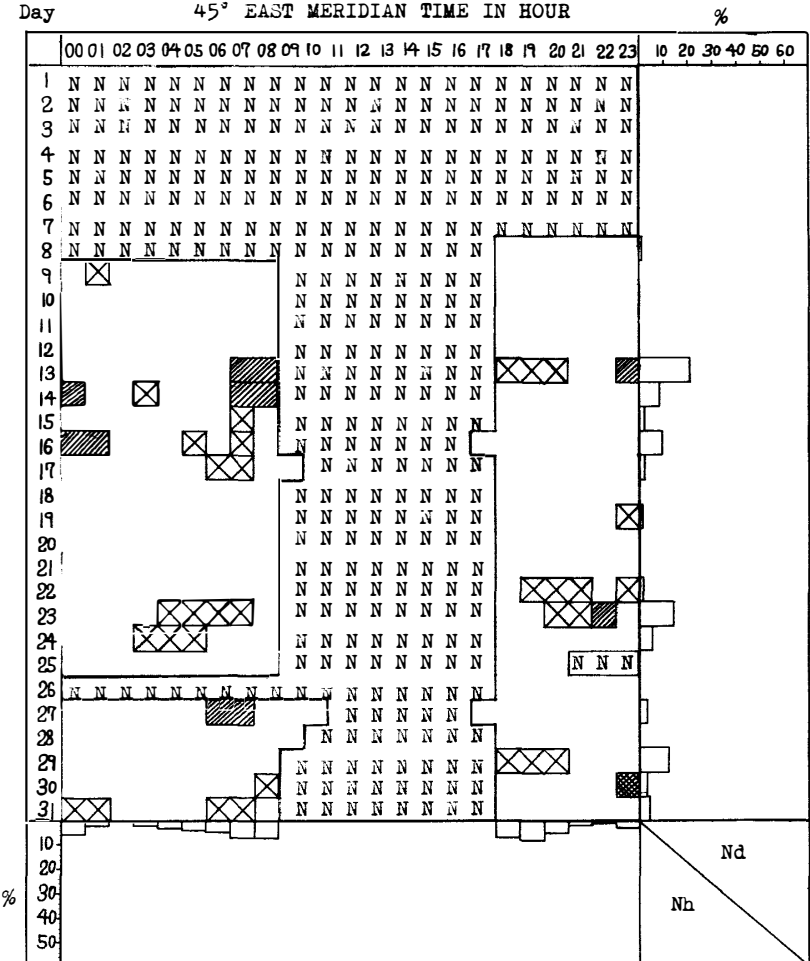 Day 45° EAST MERIDIAN TIME IN HOUR %
00 01 02 03 04 05 06 07 08 09 10 11 12 13 14 15 16 17 18 19 20 21 22 23 10 20 30 40 50 60
1 N N N N N N N N N N N N N N N N N N N N N N N
2 N N N N N N N N N N N N N N N N N N N N N N N
3 N N N N N N N N N N N N N N N N N N N N N N N
4 N N N N N N N N N N N N N N N N N N N N N N N
5 N N N N N N N N N N N N N N N N N N N N N N N
6 N N N N N N N N N N N N N N N N N N N N N N N
7 N N N N N N N N N N N N N N N N N N N N N N N
8 N N N N N N N N N N N N N N N N N
9 N N N N N N N N
10 N N N N N N N N
11 N N N N N N N N
12 N N N N N N N N
13 N N N N N N N N
14 N N N N N N N N
15 N N N N N N N N
16 N N N N N N N
17 N N N N N N N
18 N N N N N N N N
19 N N N N N N N N
20 N N N N N N N N
21 N N N N N N N N
22 N N N N N N N N
23 N N N N N N N N
24 N N N N N N N N
25 N N N N N N N N N N N
26 N N N N N N N N N N N N N N N N N
27 N N N N N
28 N N N N N N N
29 N N N N N N N N
30 N N N N N N N N
31 N N N N N N N N
10
20
% 30
40
50
Nd
Nh